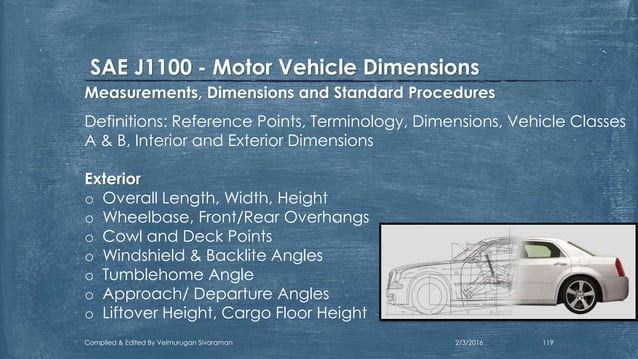 SAE J1100 - Motor Vehicle Dimensions
Measurements, Dimensions and Standard Procedures
Definitions: Reference Points, Terminology, Dimensions, Vehicle Classes
A & B, Interior and Exterior Dimensions
Exterior
o Overall Length, Width, Height
o Wheelbase, Front/Rear Overhangs
o Cowl and Deck Points
o Windshield & Backlite Angles
o Tumblehome Angle
o Approach/ Departure Angles
o Liftover Height, Cargo Floor Height
Complied & Edited By Velmurugan Sivaraman 2/3/2016 119